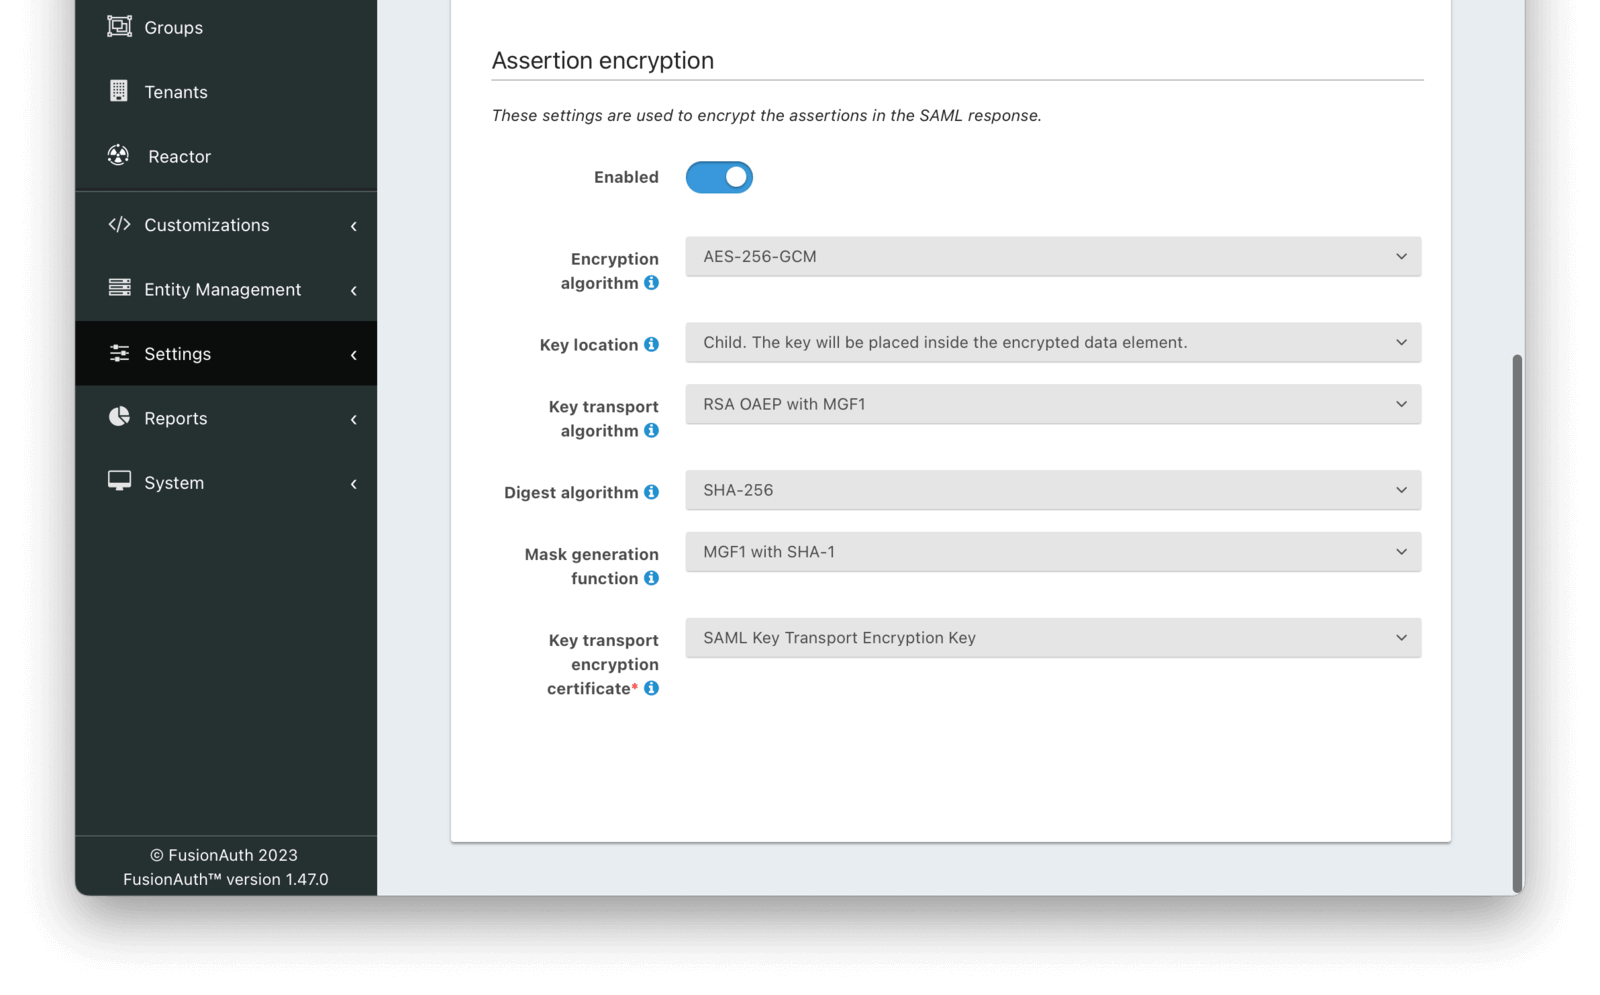 Groups
Tenants
Reactor
Customizations
Entity Management
Settings
Reports
System
© FusionAuth 2023
FusionAuth™ version 1.47.0
Assertion encryption
These settings are used to encrypt the assertions in the SAML response.
Enabled
Encryption
algorithm
AES-256-GCM
Key location
Child. The key will be placed inside the encrypted data element.
Key transport
algorithm
RSA OAEP with MGF1
Digest algorithm
SHA-256
Mask generation
function
MGF1 with SHA-1
Key transport
encryption
certificate*
SAML Key Transport Encryption Key